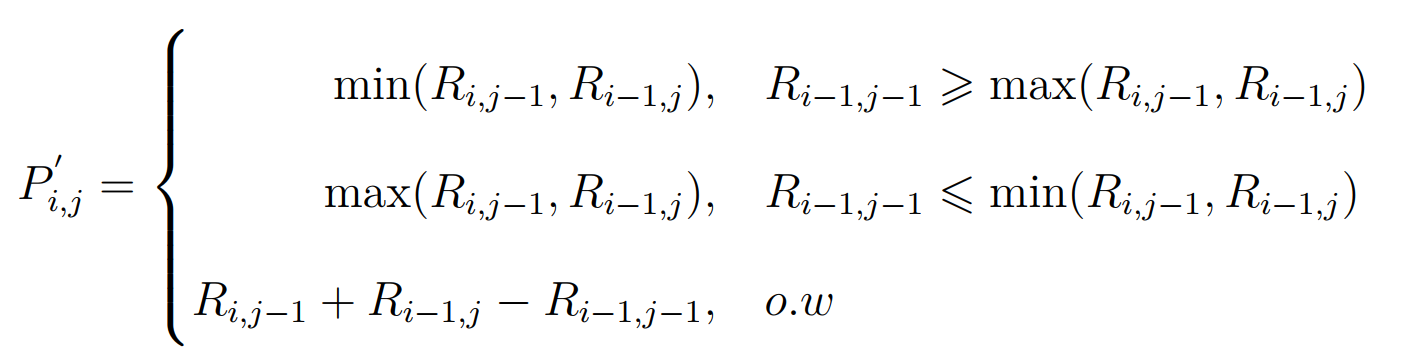 min(R_{i,j−1}, R_{i−1,j}), R_{i−1,j−1} ⩾ max(R_{i,j−1}, R_{i−1,j})
P'_{i,j} = { max(R_{i,j−1}, R_{i−1,j}), R_{i−1,j−1} ⩽ min(R_{i,j−1}, R_{i−1,j})
R_{i,j−1} + R_{i−1,j} − R_{i−1,j−1}, o.w